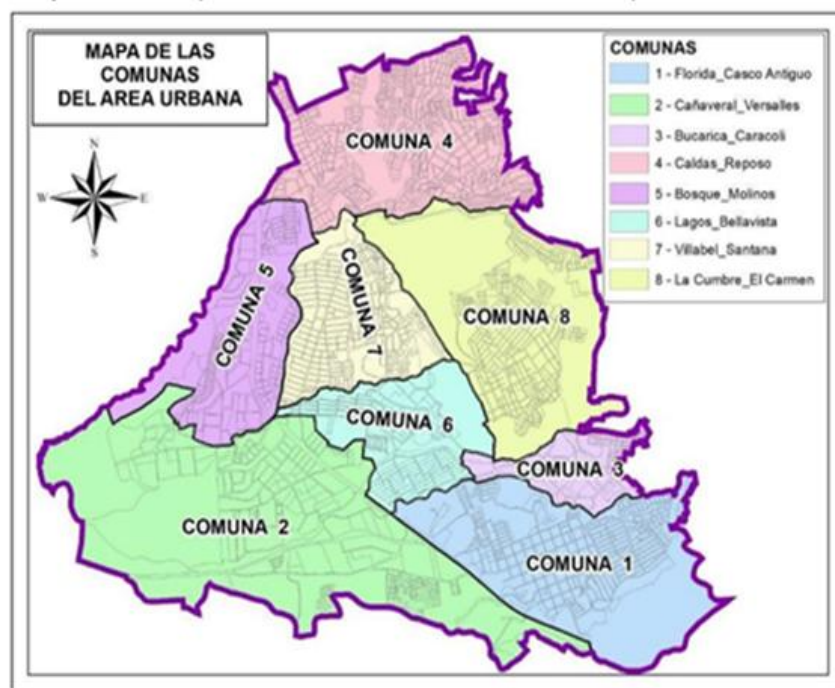 MAPA DE LAS
COMUNAS
DEL AREA URBANA
N
W
E
S
COMUNAS
1 - Florida_Casco Antiguo
2 - Cañaveral_Versalles
3 - Bucarica_Caracoli
4 - Caldas_Reposo
5 - Bosque_Molinos
6 - Lagos_Bellavista
7 - Villabel_Santana
8 - La Cumbre_El Carmen
COMUNA 4
COMUNA 5
COMUNA 7
COMUNA 8
COMUNA 6
COMUNA 3
COMUNA 2
COMUNA 1